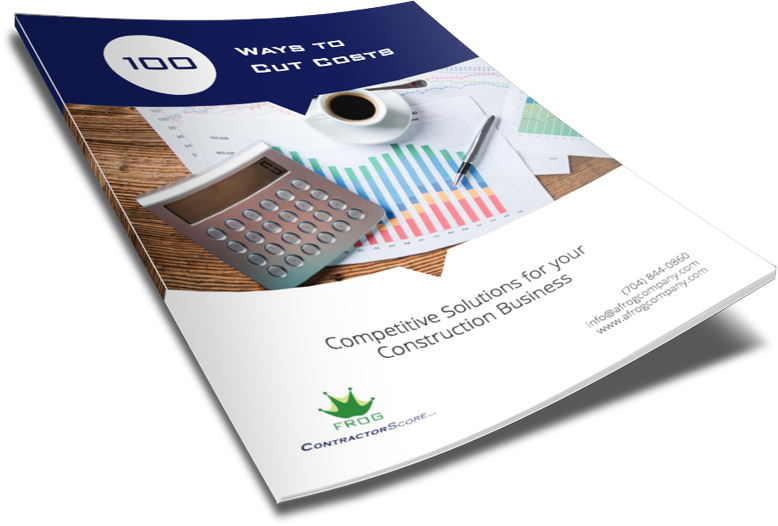 100
WAYS TO
CUT COSTS
Competitive Solutions for your
Construction Business
(704) 844-0860
info@afrogcompany.com
www.afrogcompany.com
FROG
CONTRACTORSCORE